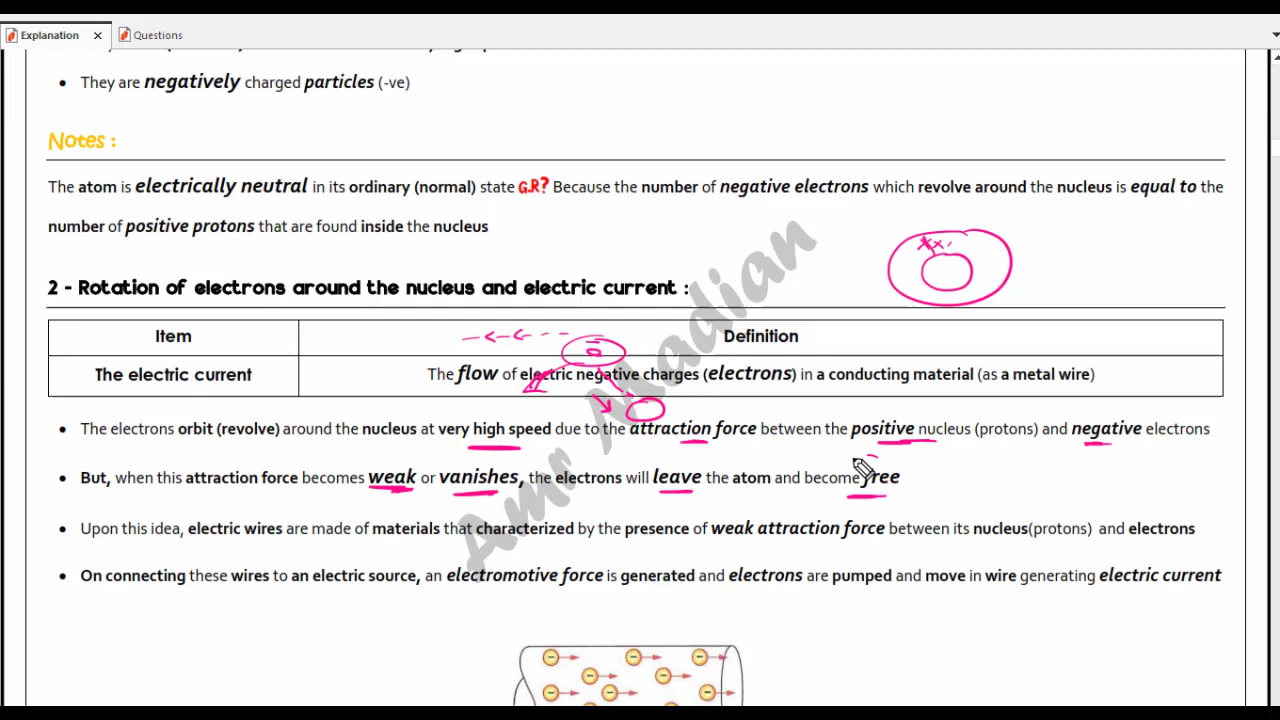 Explanation
Questions
They are negatively charged particles (-ve)
Notes :
The atom is electrically neutral in its ordinary (normal) state G.R? Because the number of negative electrons which revolve around the nucleus is equal to the
number of positive protons that are found inside the nucleus
2 - Rotation of electrons around the nucleus and electric current :
Item Definition
The electric current The flow of electric negative charges (electrons) in a conducting material (as a metal wire)
The electrons orbit (revolve) around the nucleus at very high speed due to the attraction force between the positive nucleus (protons) and negative electrons
But, when this attraction force becomes weak or vanishes, the electrons will leave the atom and become free
Upon this idea, electric wires are made of materials that characterized by the presence of weak attraction force between its nucleus(protons) and electrons
On connecting these wires to an electric source, an electromotive force is generated and electrons are pumped and move in wire generating electric current
Amr Madian